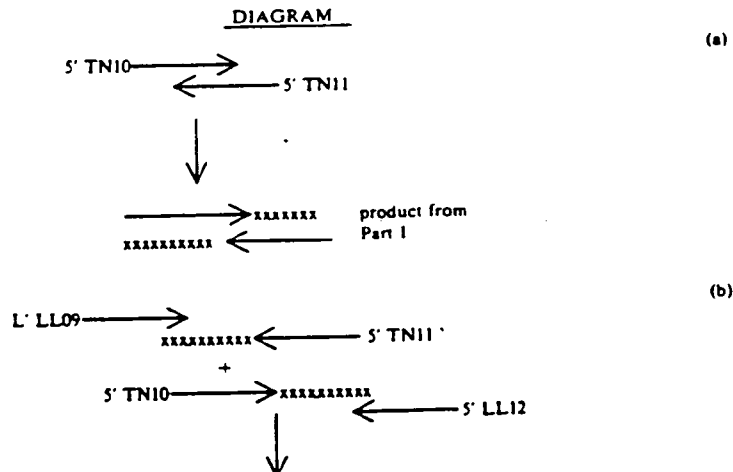 DIAGRAM
(a)
5' TN10
5' TN11
xxxxxxx product from
xxxxxxxxxx Part 1
(b)
L' LL09
xxxxxxxxxx 5' TN11'
+
5' TN10 xxxxxxxxxx
5' LL12